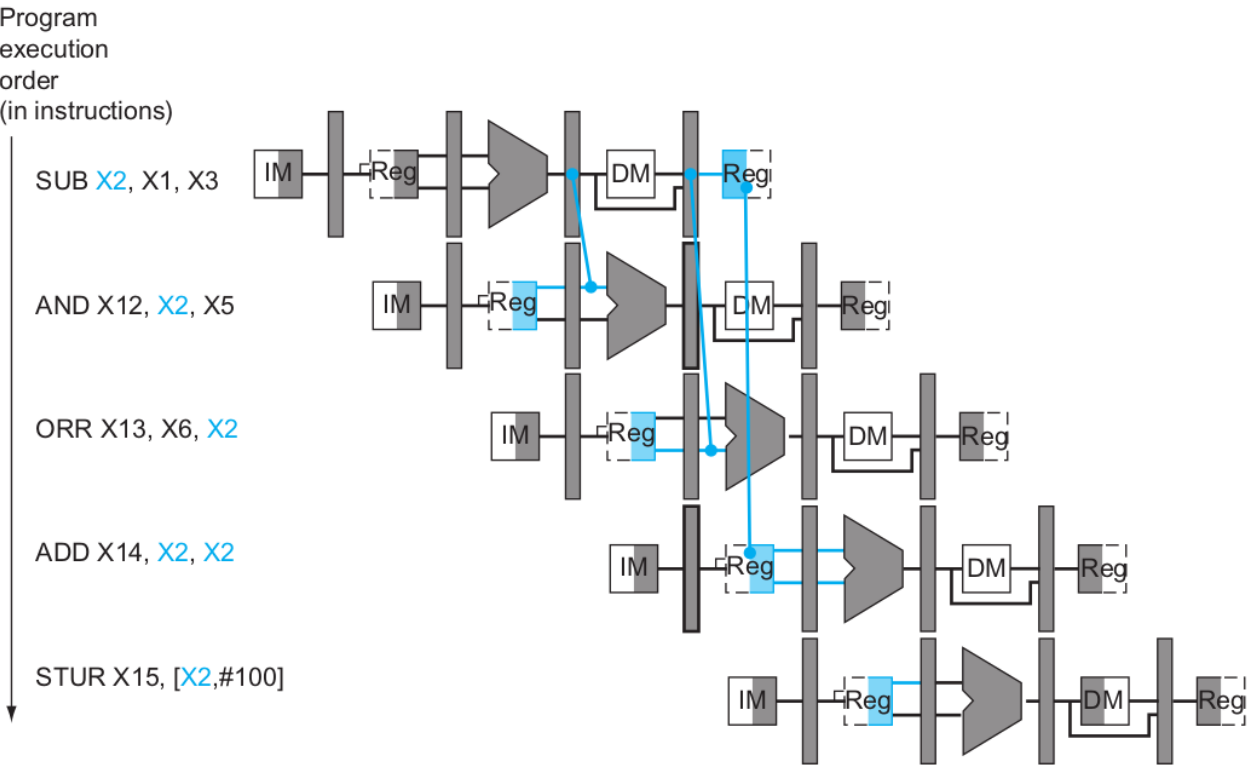 Program
execution
order
(in instructions)
SUB X2, X1, X3
IM
Reg
DM
Reg
AND X12, X2, X5
IM
Reg
DM
Reg
ORR X13, X6, X2
IM
Reg
DM
Reg
ADD X14, X2, X2
IM
Reg
DM
Reg
STUR X15, [X2,#100]
IM
Reg
DM
Reg